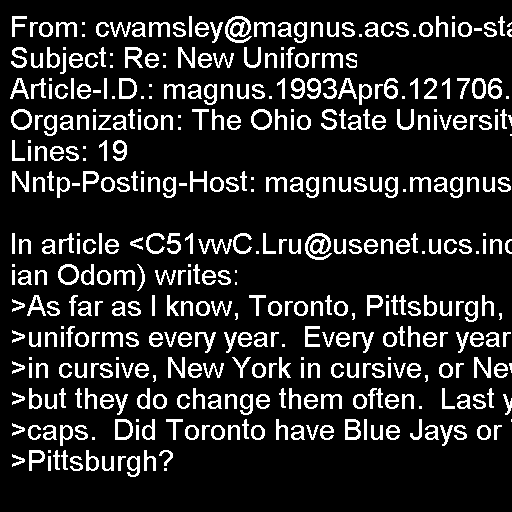 From: cwamsley@magnus.acs.ohio-sta
Subject: Re: New Uniforms
Article-I.D.: magnus.1993Apr6.121706.
Organization: The Ohio State University
Lines: 19
Nntp-Posting-Host: magnusug.magnus

In article <C51vwC.Lru@usenet.ucs.ind
ian Odom) writes:
>As far as I know, Toronto, Pittsburgh,
>uniforms every year.  Every other year
>in cursive, New York in cursive, or Nev
>but they do change them often.  Last y
>caps.  Did Toronto have Blue Jays or
>Pittsburgh?